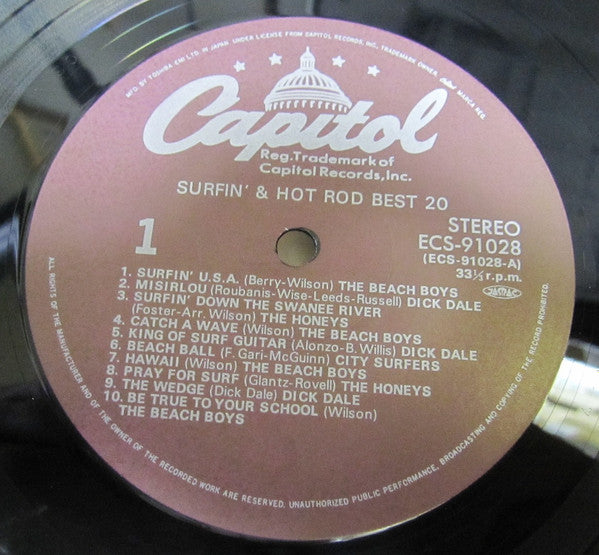 MFD. BY TOSHIBA EMI LTD. IN JAPAN UNDER LICENSE FROM CAPITOL RECORDS, INC., TRADEMARK OWNER. Capitol MARCA REG.
Capitol
Reg.Trademark of
Capitol Records,Inc.
SURFIN' & HOT ROD BEST 20
1
STEREO
ECS-91028
(ECS-91028-A)
33⅓ r.p.m.
JASRAC
1. SURFIN' U.S.A. (Berry-Wilson) THE BEACH BOYS
2. MISIRLOU (Roubanis-Wise-Leeds-Russell) DICK DALE
3. SURFIN' DOWN THE SWANEE RIVER
(Foster-Arr. Wilson) THE HONEYS
4. CATCH A WAVE (Wilson) THE BEACH BOYS
5. KING OF SURF GUITAR (Alonzo-B. Willis) DICK DALE
6. BEACH BALL (F. Gari-McGuinn) CITY SURFERS
7. HAWAII (Wilson) THE BEACH BOYS
8. PRAY FOR SURF (Glantz-Rovell) THE HONEYS
9. THE WEDGE (Dick Dale) DICK DALE
10. BE TRUE TO YOUR SCHOOL (Wilson)
THE BEACH BOYS
ALL RIGHTS OF THE MANUFACTURER AND OF THE OWNER OF THE RECORDED WORK ARE RESERVED. UNAUTHORIZED PUBLIC PERFORMANCE, BROADCASTING AND COPYING OF THE RECORD PROHIBITED.